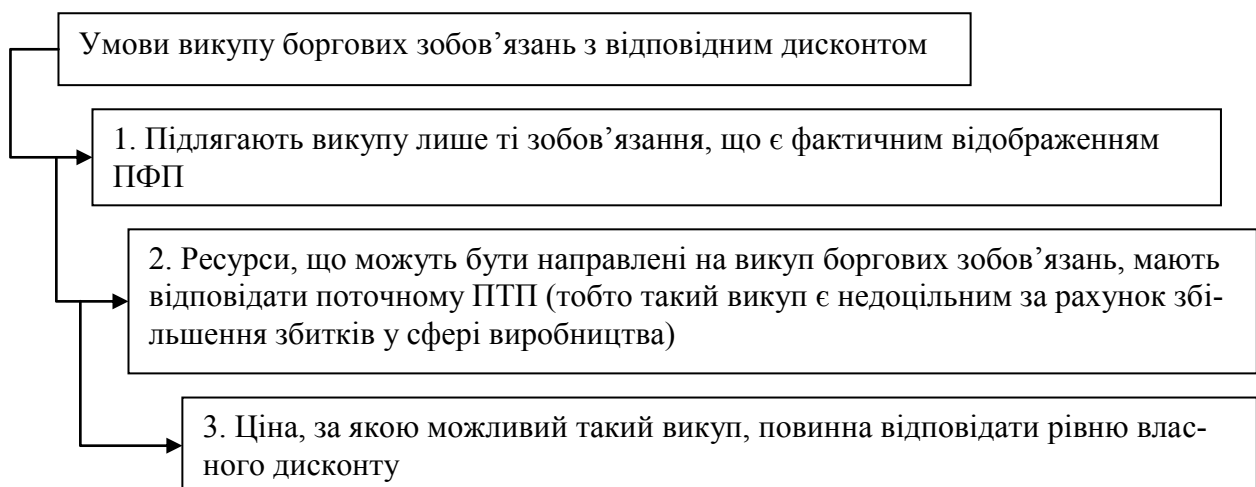 Умови викупу боргових зобов’язань з відповідним дисконтом
1. Підлягають викупу лише ті зобов’язання, що є фактичним відображенням
ПФП
2. Ресурси, що можуть бути направлені на викуп боргових зобов’язань, мають
відповідати поточному ПТП (тобто такий викуп є недоцільним за рахунок збі-
льшення збитків у сфері виробництва)
3. Ціна, за якою можливий такий викуп, повинна відповідати рівню влас-
ного дисконту